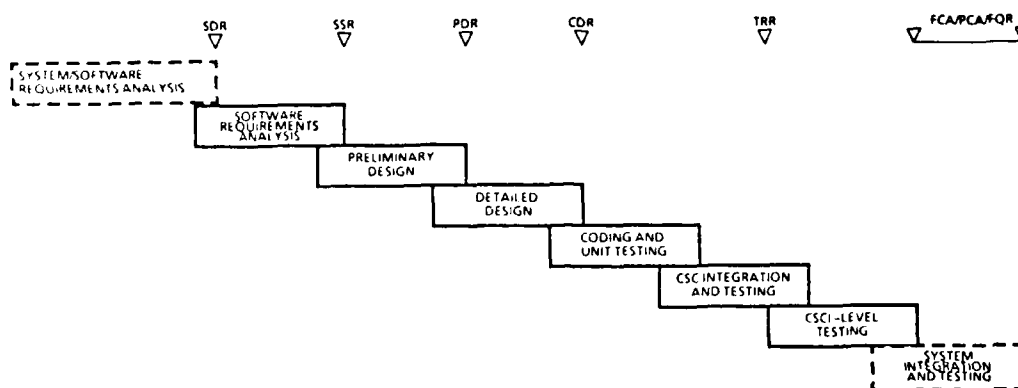 SDR SSR PDR CDR TRR FCA/PCA/FQR
SYSTEM/SOFTWARE
REQUIREMENTS ANALYSIS
SOFTWARE
REQUIREMENTS
ANALYSIS
PRELIMINARY
DESIGN
DETAILED
DESIGN
CODING AND
UNIT TESTING
CSC INTEGRATION
AND TESTING
CSCI-LEVEL
TESTING
SYSTEM
INTEGRATION
AND TESTING